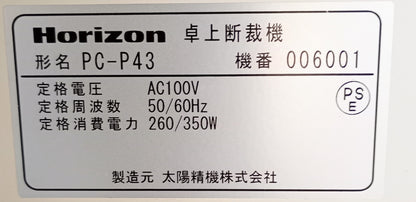 Horizon 卓上断裁機
形名 PC-P43 機番 006001
定格電圧 AC100V
定格周波数 50/60Hz
定格消費電力 260/350W
PS
E
製造元 太陽精機株式会社